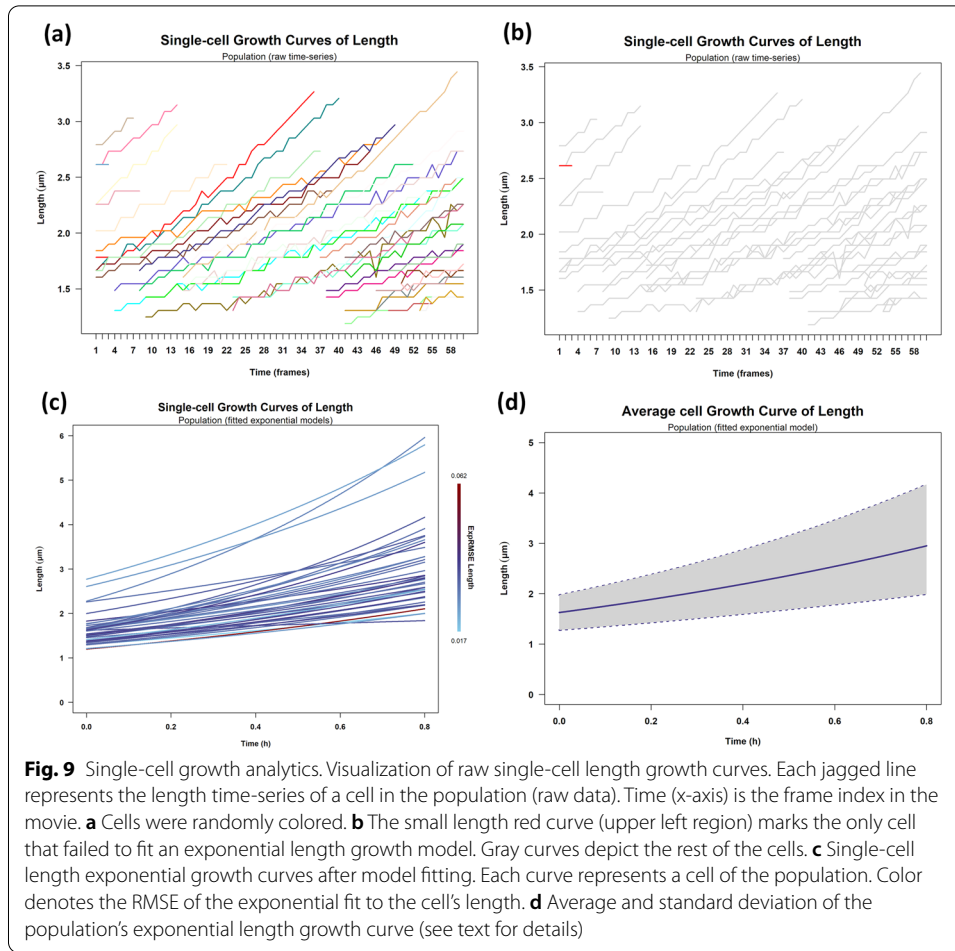 (a)
Single-cell Growth Curves of Length
Population (raw time-series)
3.5
3.0
2.5
2.0
1.5
Length (µm)
1 4 7 10 13 16 19 22 25 28 31 34 37 40 43 46 49 52 55 58
Time (frames)
(b)
Single-cell Growth Curves of Length
Population (raw time-series)
3.5
3.0
2.5
2.0
1.5
Length (µm)
1 4 7 10 13 16 19 22 25 28 31 34 37 40 43 46 49 52 55 58
Time (frames)
(c)
Single-cell Growth Curves of Length
Population (fitted exponential models)
6
5
4
3
2
1
0
Length (µm)
0.0 0.2 0.4 0.6 0.8
Time (h)
0.062
ExpRMSE Length
0.017
(d)
Average cell Growth Curve of Length
Population (fitted exponential model)
5
4
3
2
1
0
Length (µm)
0.0 0.2 0.4 0.6 0.8
Time (h)
Fig. 9 Single-cell growth analytics. Visualization of raw single-cell length growth curves. Each jagged line
represents the length time-series of a cell in the population (raw data). Time (x-axis) is the frame index in the
movie. a Cells were randomly colored. b The small length red curve (upper left region) marks the only cell
that failed to fit an exponential length growth model. Gray curves depict the rest of the cells. c Single-cell
length exponential growth curves after model fitting. Each curve represents a cell of the population. Color
denotes the RMSE of the exponential fit to the cell's length. d Average and standard deviation of the
population's exponential length growth curve (see text for details)